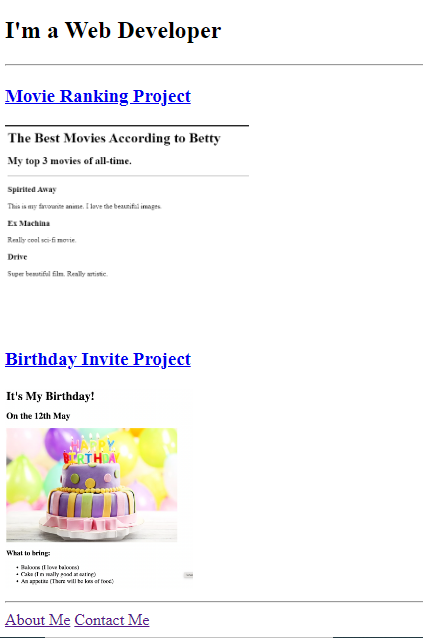 I'm a Web Developer
Movie Ranking Project
The Best Movies According to Betty
My top 3 movies of all-time.
Spirited Away
This is my favourite anime. I love the beautiful images.
Ex Machina
Really cool sci-fi movie.
Drive
Super beautiful film. Really artistic.
Birthday Invite Project
It's My Birthday!
On the 12th May
HAPPY
BIRTHDAY
What to bring:
Baloons (I love baloons)
Cake (I'm really good at eating)
An appetite (There will be lots of food)
About Me Contact Me